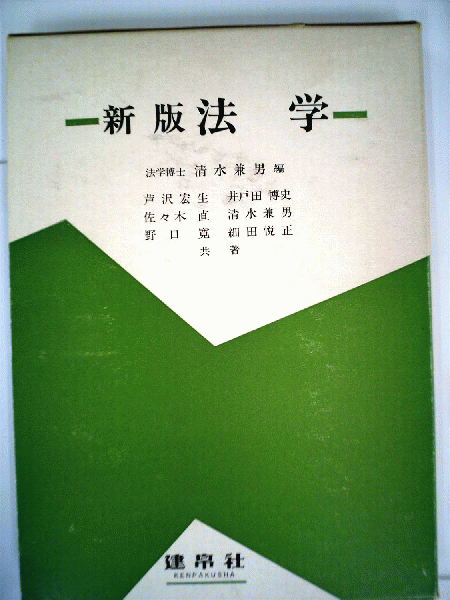 新版法学
法学博士 清水兼男 編
芦沢宏生 井戸田博史
佐々木直 清水兼男
野口寛 細田悦正
共著
建帛社
KENPAKUSHA